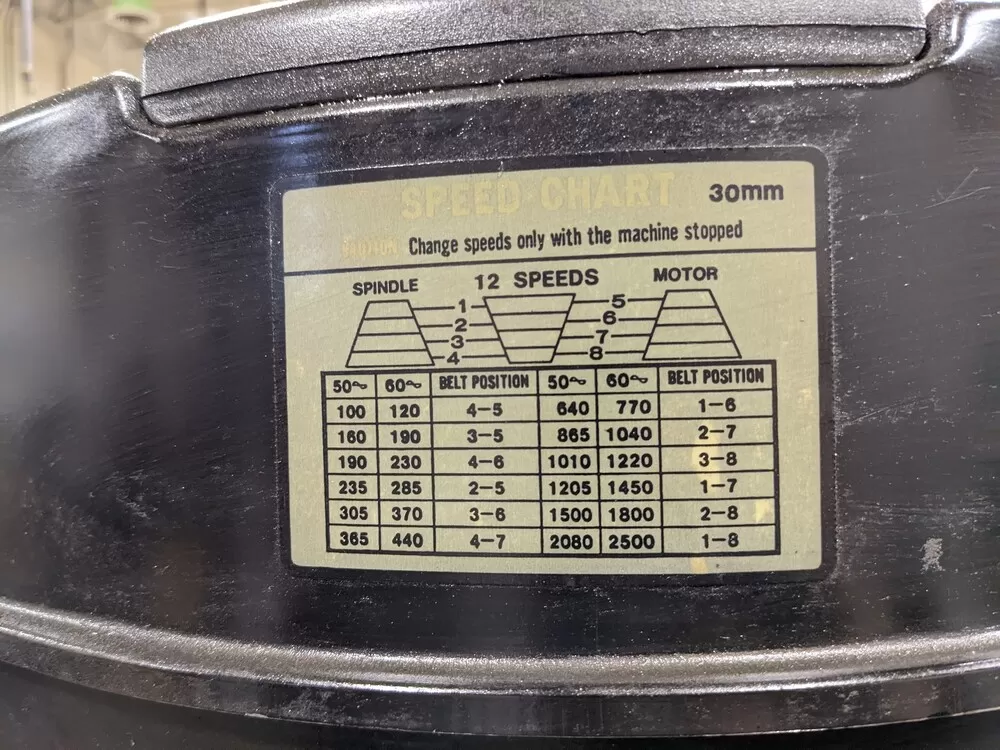 SPEED CHART 30mm
CAUTION Change speeds only with the machine stopped
SPINDLE 12 SPEEDS MOTOR
1 5
2 6
3 7
4 8
50~ 60~ BELT POSITION 50~ 60~ BELT POSITION
100 120 4-5 640 770 1-6
160 190 3-5 865 1040 2-7
190 230 4-6 1010 1220 3-8
235 285 2-5 1205 1450 1-7
305 370 3-6 1500 1800 2-8
365 440 4-7 2080 2500 1-8